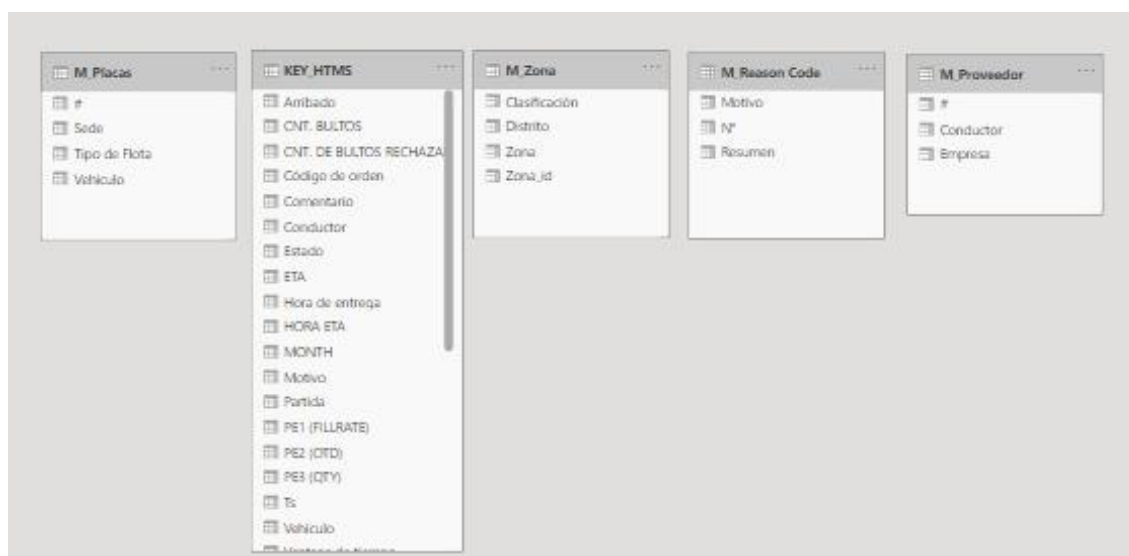 M_Placas
#
Sede
Tipo de Flota
Vehiculo
KEY_HTMS
Arribado
CNT. BULTOS
CNT. DE BULTOS RECHAZA
Código de orden
Comentario
Conductor
Estado
ETA
Hora de entrega
HORA ETA
MONTH
Motivo
Partida
PE1 (FILLRATE)
PE2 (OTD)
PE3 (QTY)
Ts
Vehiculo
M_Zona
Clasificación
Distrito
Zona
Zona_id
M_Reason Code
Motivo
N°
Resumen
M_Proveedor
#
Conductor
Empresa